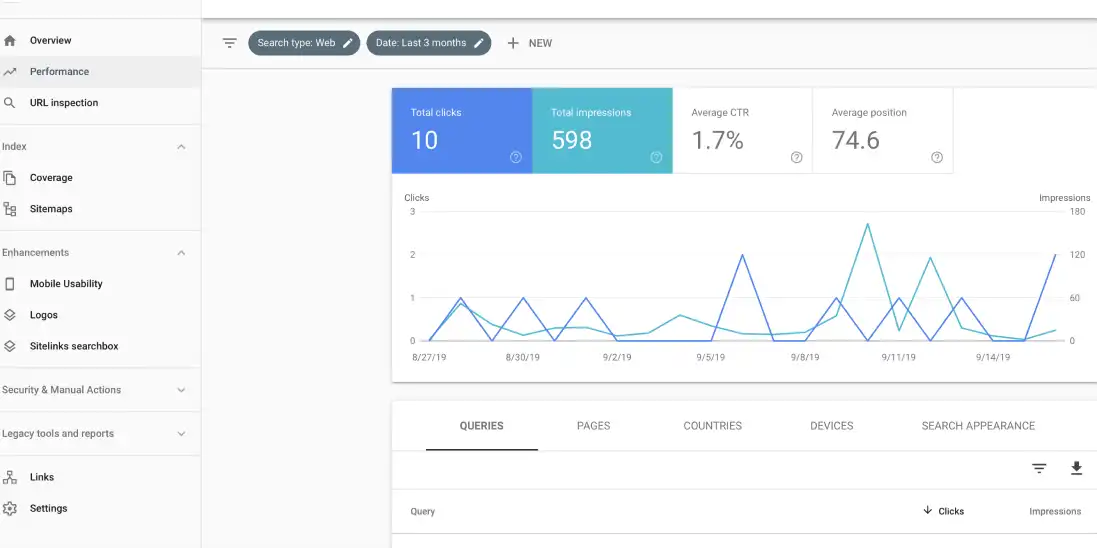 Overview
Performance
URL inspection
Index
Coverage
Sitemaps
Enhancements
Mobile Usability
Logos
Sitelinks searchbox
Security & Manual Actions
Legacy tools and reports
Links
Settings
Search type: Web
Date: Last 3 months
NEW
Total clicks
10
Total impressions
598
Average CTR
1.7%
Average position
74.6
Clicks
Impressions
3
180
2
120
1
60
0
0
8/27/19 8/30/19 9/2/19 9/5/19 9/8/19 9/11/19 9/14/19
QUERIES PAGES COUNTRIES DEVICES SEARCH APPEARANCE
Query Clicks Impressions